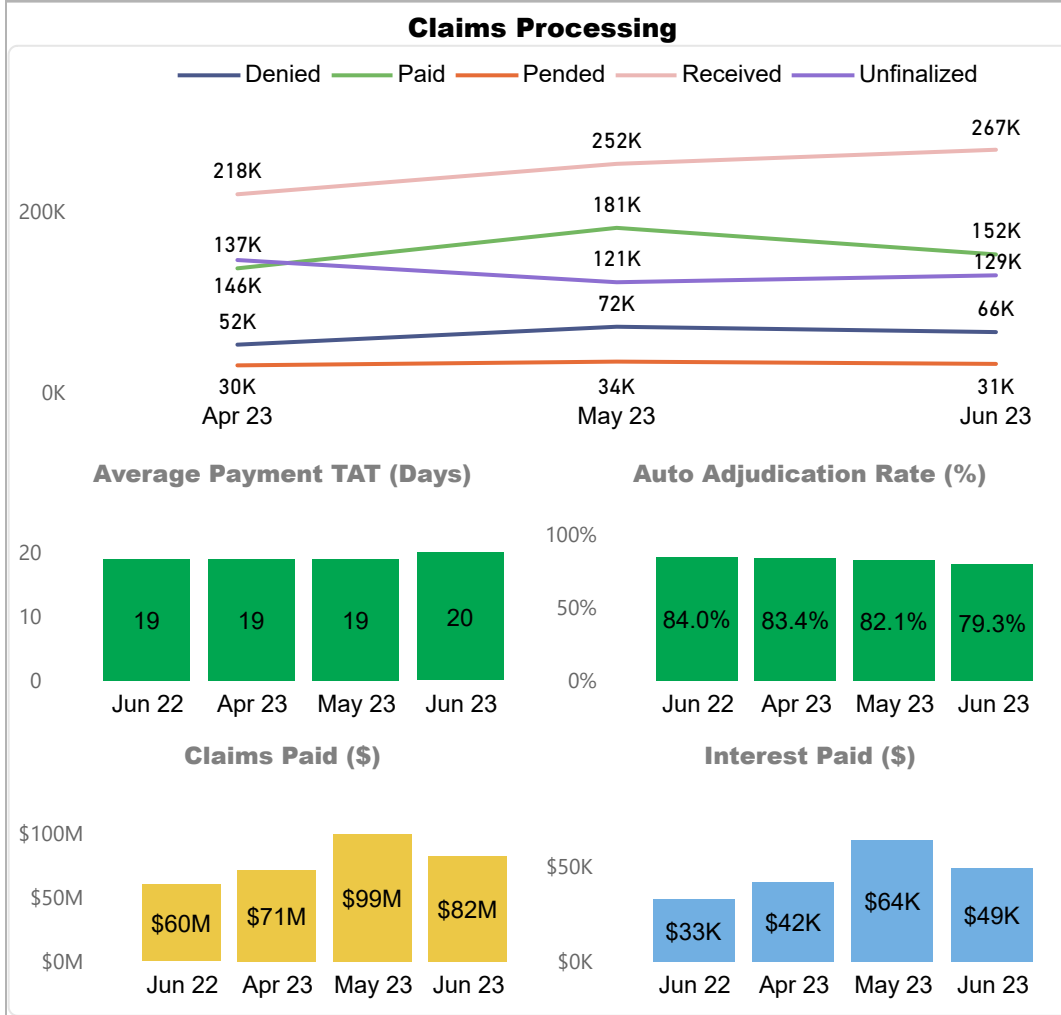 Claims Processing
Denied Paid Pended Received Unfinalized
267K
252K
218K
200K
181K
152K
137K
129K
121K
146K
72K
66K
52K
30K 34K 31K
0K
Apr 23 May 23 Jun 23
Average Payment TAT (Days) Auto Adjudication Rate (%)
100%
20
50%
10
19 19 19 20
84.0% 83.4% 82.1% 79.3%
0 0%
Jun 22 Apr 23 May 23 Jun 23 Jun 22 Apr 23 May 23 Jun 23
Claims Paid ($) Interest Paid ($)
$100M
$50K
$50M
$60M $71M $99M $82M
$33K $42K $64K $49K
$0M $0K
Jun 22 Apr 23 May 23 Jun 23 Jun 22 Apr 23 May 23 Jun 23